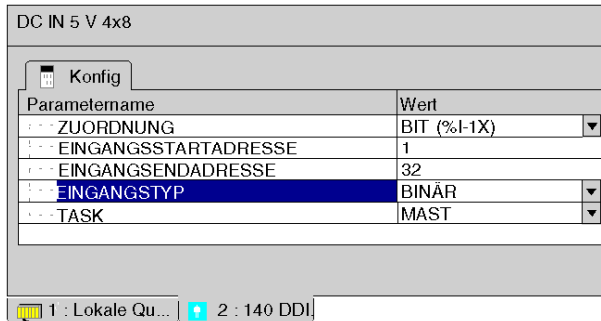 DC IN 5 V 4x8
Konfig
Parametername Wert
ZUORDNUNG BIT (%I-1X)
EINGANGSSTARTADRESSE 1
EINGANGSENDADRESSE 32
EINGANGSTYP BINÄR
TASK MAST
1 : Lokale Qu... 2 : 140 DDI.